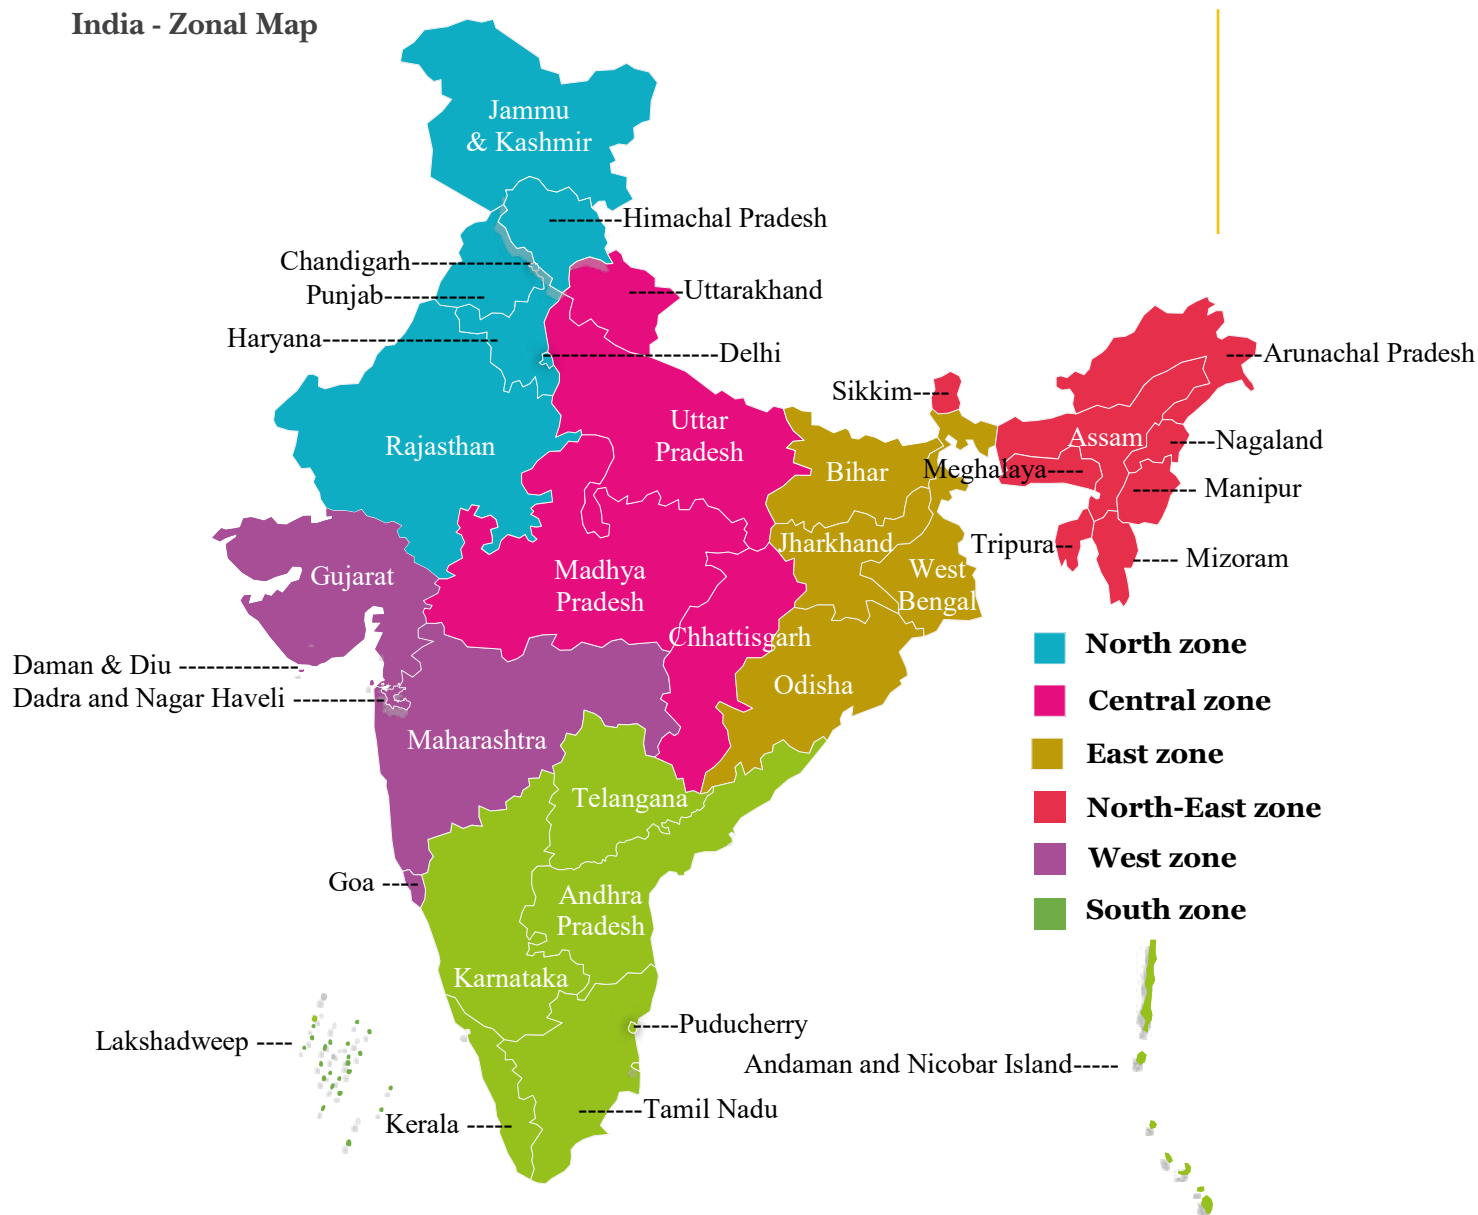 India - Zonal Map
Jammu
& Kashmir
Himachal Pradesh
Chandigarh
Punjab
Uttarakhand
Haryana
Delhi
Arunachal Pradesh
Sikkim
Rajasthan
Uttar
Pradesh
Assam
Nagaland
Bihar
Meghalaya
Manipur
Jharkhand
Tripura
Mizoram
Gujarat
Madhya
Pradesh
West
Bengal
Chhattisgarh
Daman & Diu
Dadra and Nagar Haveli
Odisha
Maharashtra
Telangana
Goa
Andhra
Pradesh
Karnataka
Lakshadweep
Puducherry
Andaman and Nicobar Island
Tamil Nadu
Kerala
North zone
Central zone
East zone
North-East zone
West zone
South zone